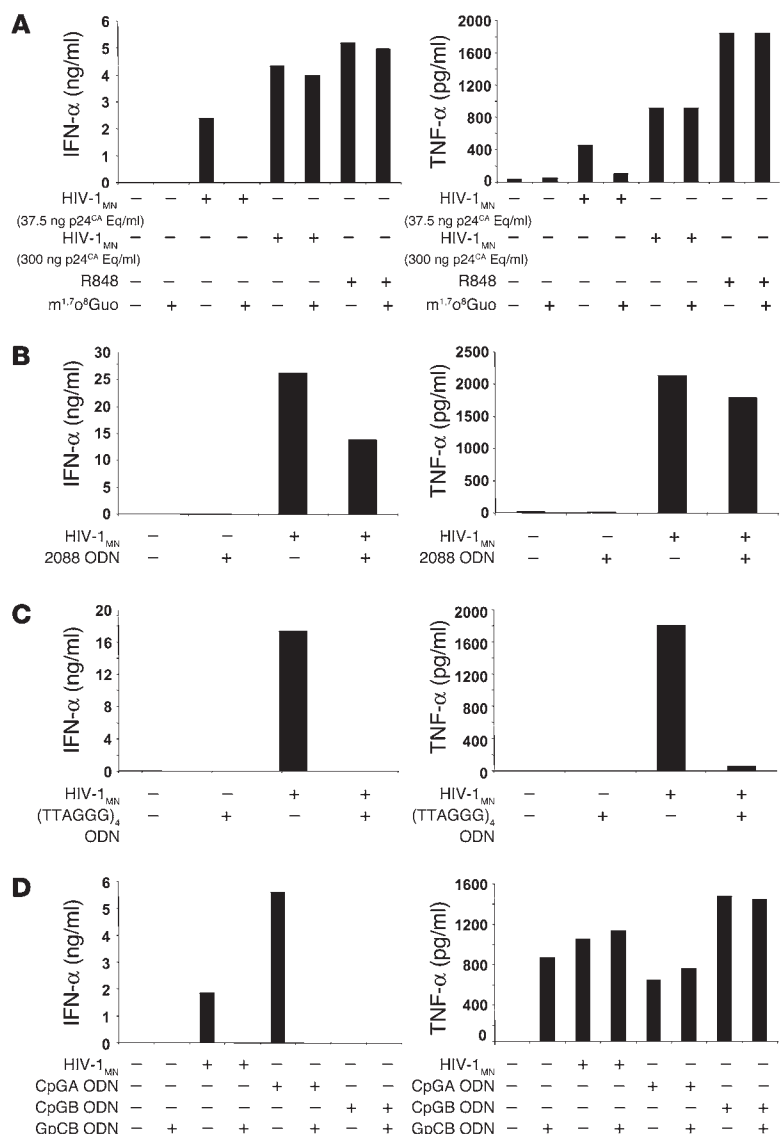 A
IFN-α (ng/ml)
6
5
4
3
2
1
0
HIV-1MN – – + + – – – –
(37.5 ng p24CA Eq/ml)
HIV-1MN – – – – + + – –
(300 ng p24CA Eq/ml)
R848 – – – – – – + +
m1,7o8Guo – + – + – + – +
TNF-α (pg/ml)
2000
1600
1200
800
400
0
HIV-1MN – – + + – – – –
(37.5 ng p24CA Eq/ml)
HIV-1MN – – – – + + – –
(300 ng p24CA Eq/ml)
R848 – – – – – – + +
m1,7o8Guo – + – + – + – +
B
IFN-α (ng/ml)
30
25
20
15
10
5
0
HIV-1MN – – + +
2088 ODN – + – +
TNF-α (pg/ml)
2500
2000
1500
1000
500
0
HIV-1MN – – + +
2088 ODN – + – +
C
IFN-α (ng/ml)
20
16
12
8
4
0
HIV-1MN – – + +
(TTAGGG)4 – + – +
ODN
TNF-α (pg/ml)
2000
1600
1200
800
400
0
HIV-1MN – – + +
(TTAGGG)4 – + – +
ODN
D
IFN-α (ng/ml)
6
5
4
3
2
1
0
HIV-1MN – – + + – – – –
CpGA ODN – – – – + + – –
CpGB ODN – – – – – – + +
GpCB ODN – + – + – + – +
TNF-α (pg/ml)
1600
1200
800
400
0
HIV-1MN – – + + – – – –
CpGA ODN – – – – + + – –
CpGB ODN – – – – – – + +
GpCB ODN – + – + – + – +